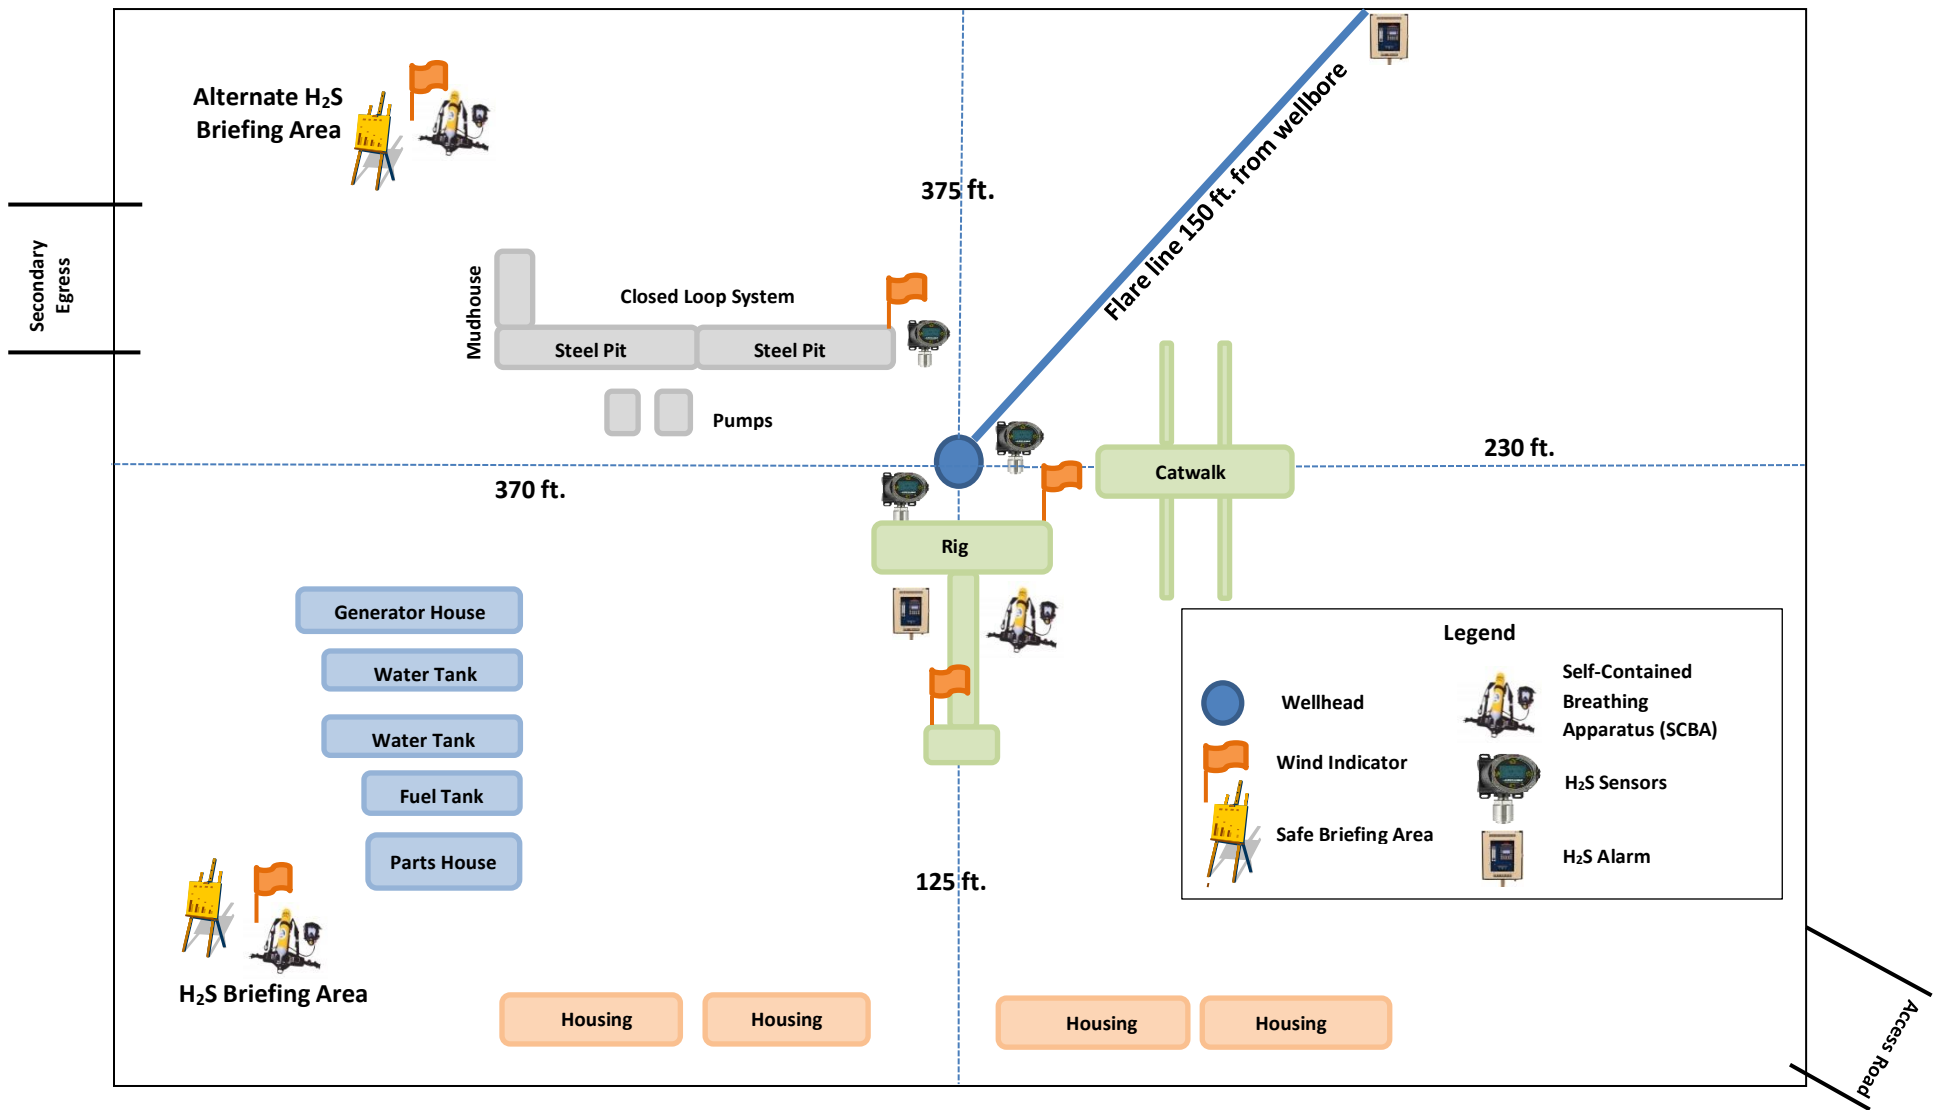 Alternate H₂S
Briefing Area
375 ft.
Flare line 150 ft. from wellbore
Secondary
Egress
Mudhouse
Closed Loop System
Steel Pit
Steel Pit
Pumps
370 ft.
230 ft.
Catwalk
Rig
Generator House
Water Tank
Water Tank
Fuel Tank
Parts House
125 ft.
H₂S Briefing Area
Housing
Housing
Housing
Housing
Legend
Wellhead
Wind Indicator
Safe Briefing Area
Self-Contained
Breathing
Apparatus (SCBA)
H₂S Sensors
H₂S Alarm
Access Road